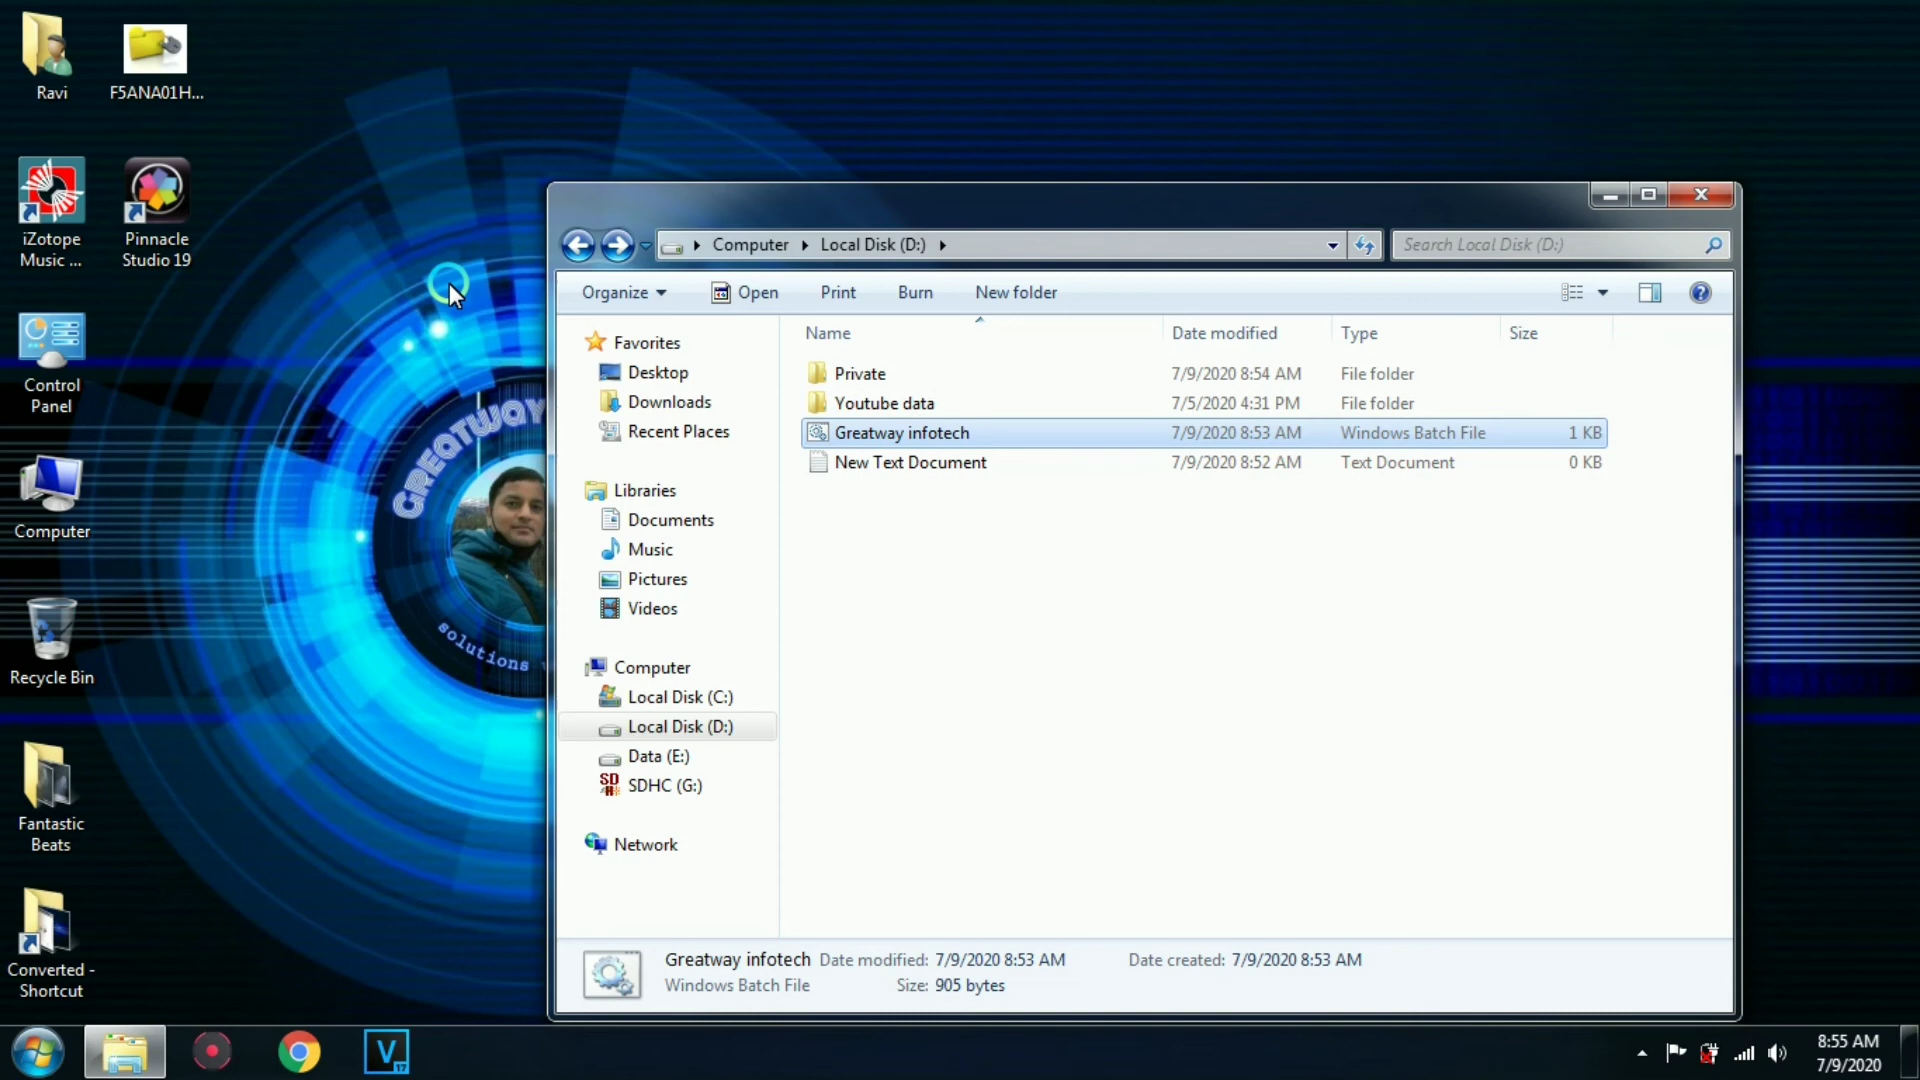 Ravi
F5ANA01H...
iZotope
Music ...
Pinnacle
Studio 19
Control
Panel
Computer
Recycle Bin
Fantastic
Beats
Converted -
Shortcut
GREATWAY
solutions
Computer
Local Disk (D:)
Search Local Disk (D:)
Organize
Open
Print
Burn
New folder
Name
Date modified
Type
Size
Favorites
Desktop
Downloads
Recent Places
Libraries
Documents
Music
Pictures
Videos
Computer
Local Disk (C:)
Local Disk (D:)
Data (E:)
SD
SDHC (G:)
Network
Private 7/9/2020 8:54 AM File folder
Youtube data 7/5/2020 4:31 PM File folder
Greatway infotech 7/9/2020 8:53 AM Windows Batch File 1 KB
New Text Document 7/9/2020 8:52 AM Text Document 0 KB
Greatway infotech Date modified: 7/9/2020 8:53 AM Date created: 7/9/2020 8:53 AM
Windows Batch File Size: 905 bytes
V
17
8:55 AM
7/9/2020